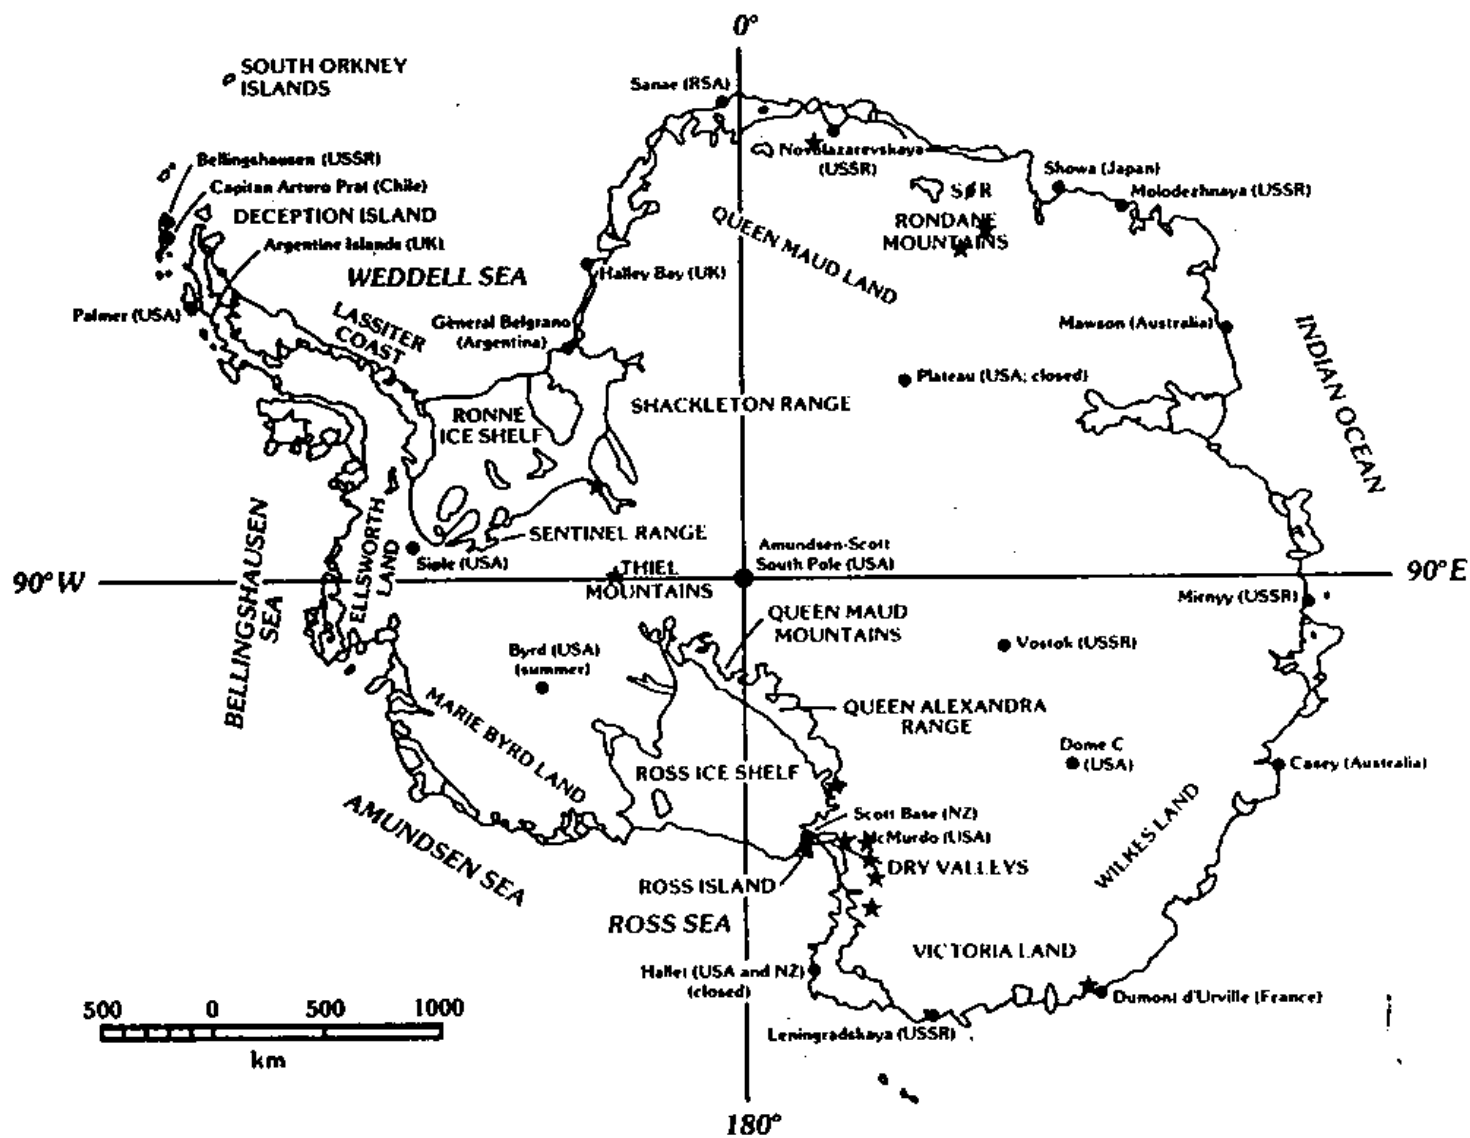 0°
SOUTH ORKNEY
ISLANDS
Sanae (RSA)
Bellingshausen (USSR)
Capitan Arturo Prat (Chile)
DECEPTION ISLAND
Argentine Islands (UK)
WEDDELL SEA
Palmer (USA)
LASSITER
COAST
Halley Bay (UK)
General Belgrano
(Argentina)
Novolazarevskaya
(USSR)
SØR
RONDANE
MOUNTAINS
QUEEN MAUD LAND
Showa (Japan)
Molodezhnaya (USSR)
Mawson (Australia)
INDIAN OCEAN
Plateau (USA; closed)
RONNE
ICE SHELF
SHACKLETON RANGE
SENTINEL RANGE
BELLINGSHAUSEN
SEA
ELLSWORTH
LAND
Siple (USA)
Amundsen-Scott
South Pole (USA)
90°W
THIEL
MOUNTAINS
90°E
Mirnyy (USSR)
QUEEN MAUD
MOUNTAINS
Byrd (USA)
(summer)
Vostok (USSR)
MARIE BYRD LAND
QUEEN ALEXANDRA
RANGE
Dome C
(USA)
Casey (Australia)
ROSS ICE SHELF
AMUNDSEN SEA
Scott Base (NZ)
McMurdo (USA)
DRY VALLEYS
WILKES LAND
ROSS ISLAND
ROSS SEA
VICTORIA LAND
Hallet (USA and NZ)
(closed)
Dumont d'Urville (France)
Leningradskaya (USSR)
500 0 500 1000
km
180°